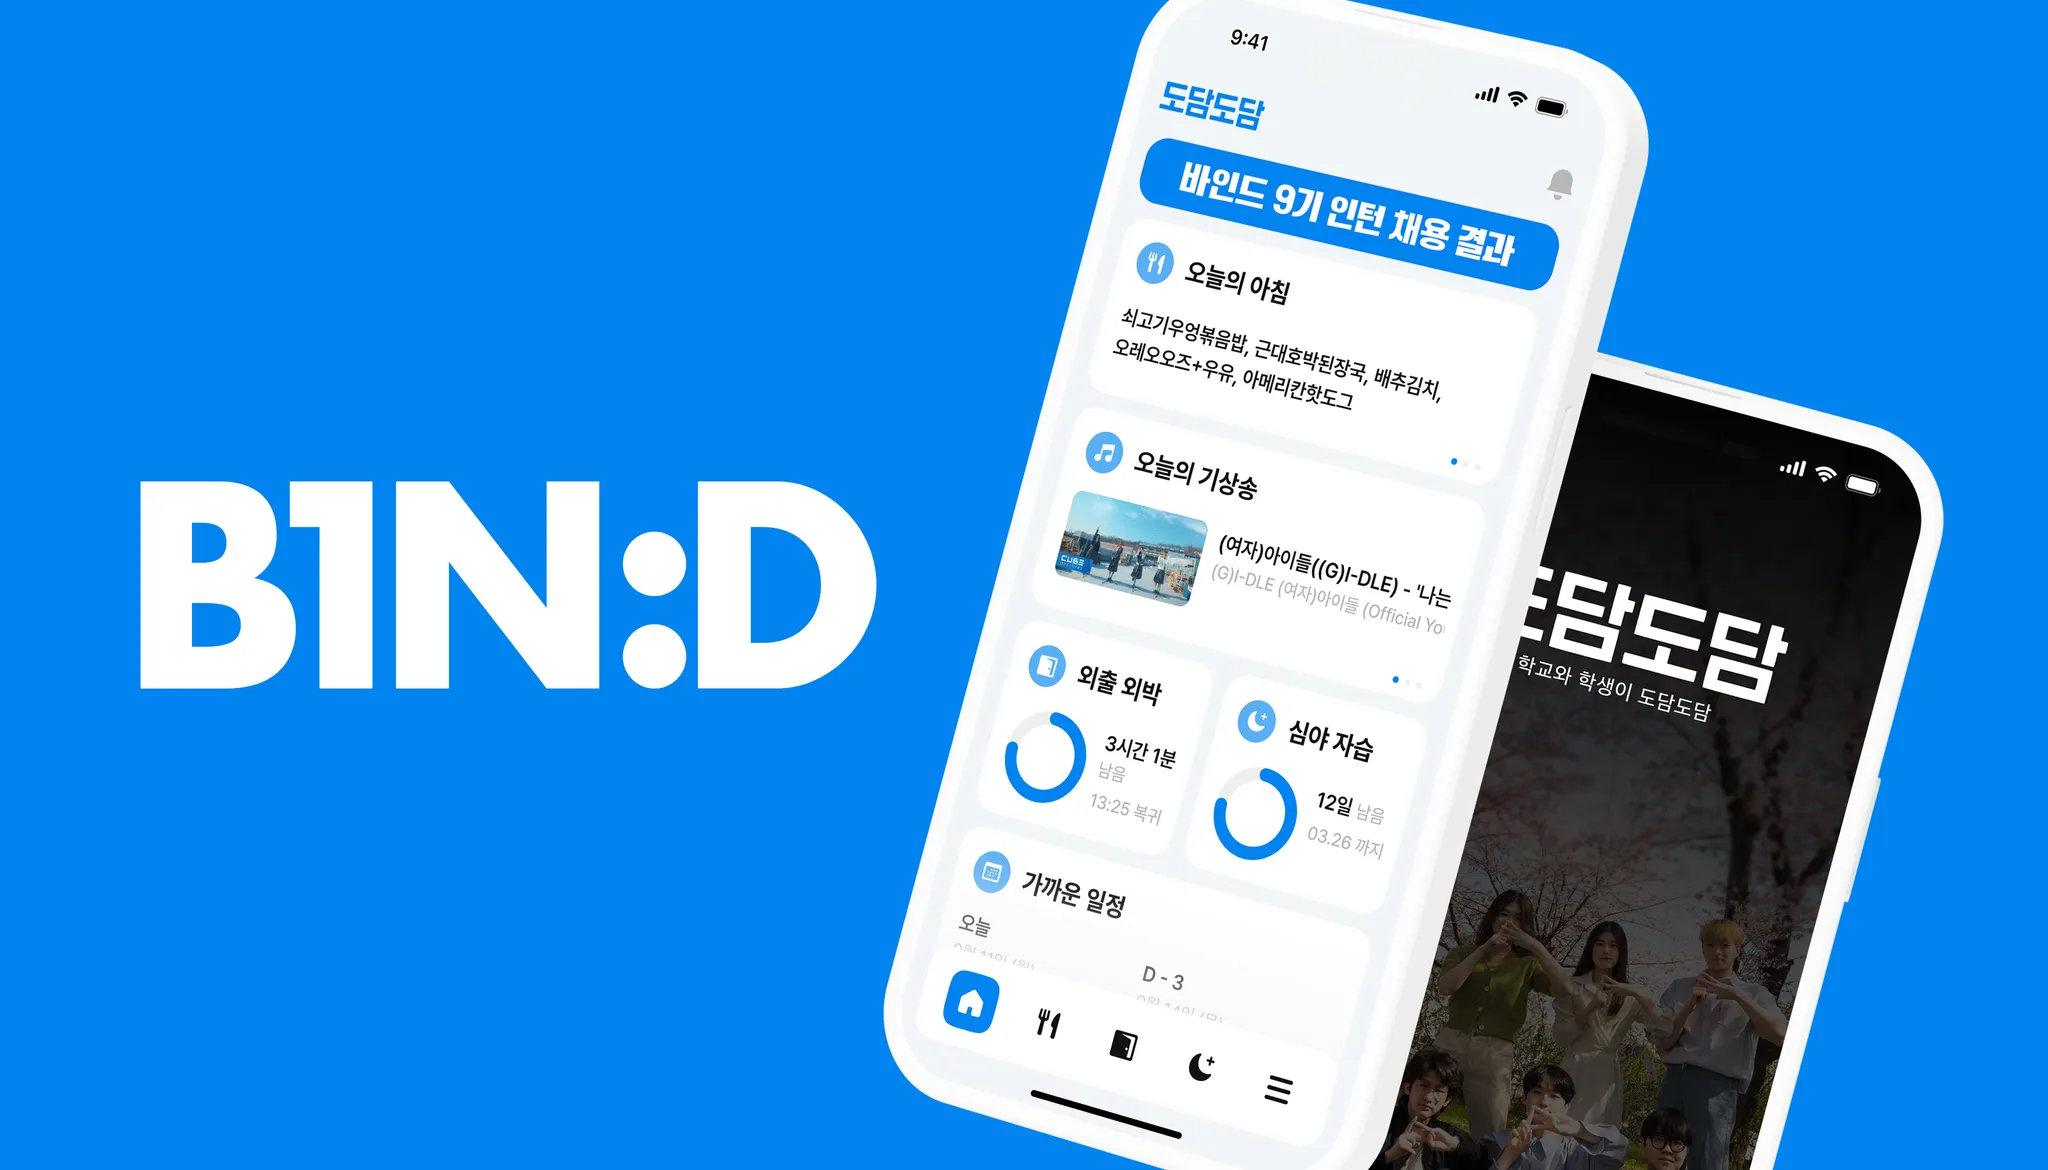 B1N:D
9:41
도담도담
바인드 9기 인턴 채용 결과
오늘의 아침
쇠고기우엉볶음밥, 근대호박된장국, 배추김치,
오레오오즈+우유, 아메리칸핫도그
오늘의 기상송
CUBE
(여자)아이들((G)I-DLE) - '나는
(G)I-DLE (여자)아이들 (Official Yo
외출 외박
3시간 1분
남음
13:25 복귀
심야 자습
12일 남음
03.26 까지
가까운 일정
오늘
D - 3
도담도담
학교와 학생이 도담도담